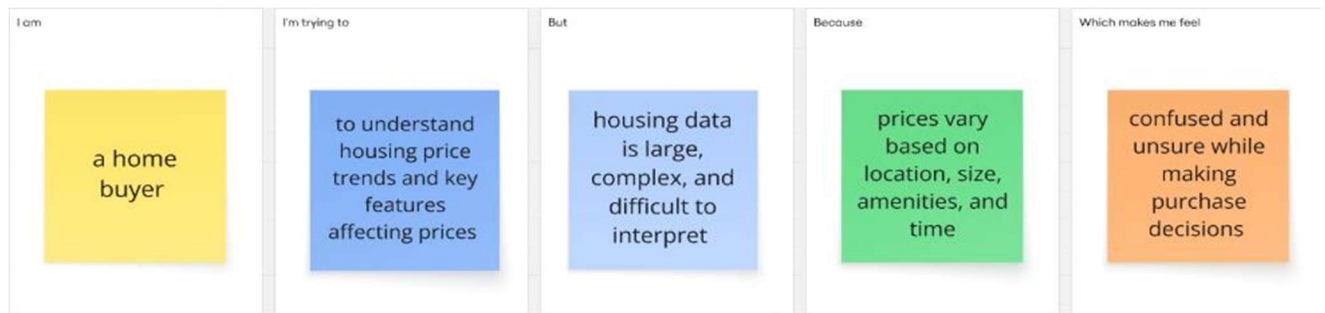 I am
a home
buyer
I'm trying to
to understand
housing price
trends and key
features
affecting prices
But
housing data
is large,
complex, and
difficult to
interpret
Because
prices vary
based on
location, size,
amenities, and
time
Which makes me feel
confused and
unsure while
making
purchase
decisions